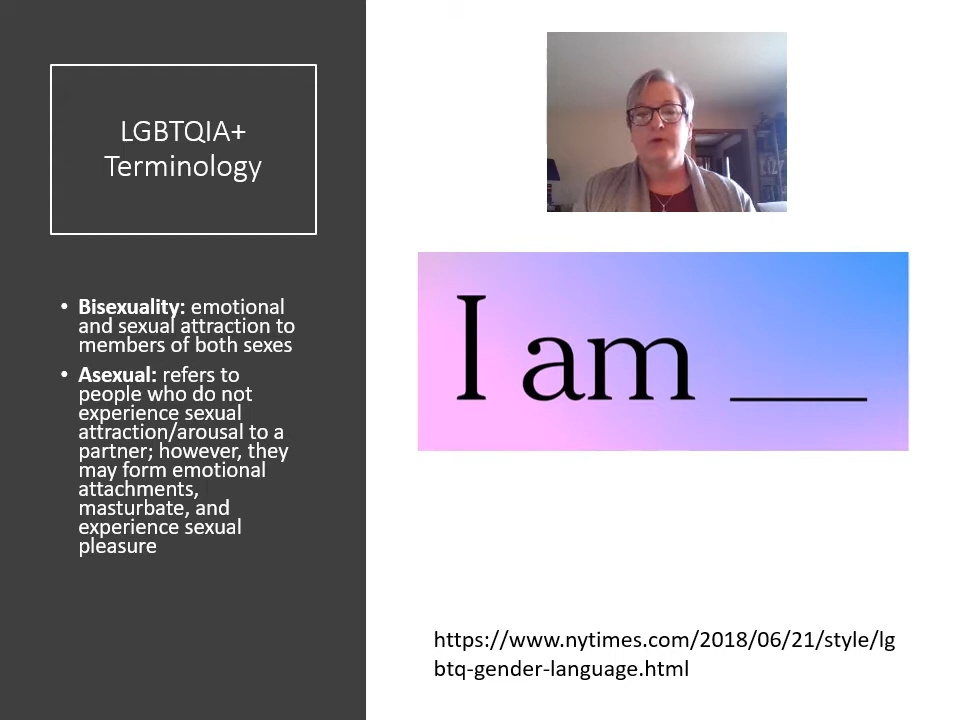 LGBTQIA+
Terminology
• Bisexuality: emotional
and sexual attraction to
members of both sexes
• Asexual: refers to
people who do not
experience sexual
attraction/arousal to a
partner; however, they
may form emotional
attachments,
masturbate, and
experience sexual
pleasure
I am ____
https://www.nytimes.com/2018/06/21/style/lg
btq-gender-language.html